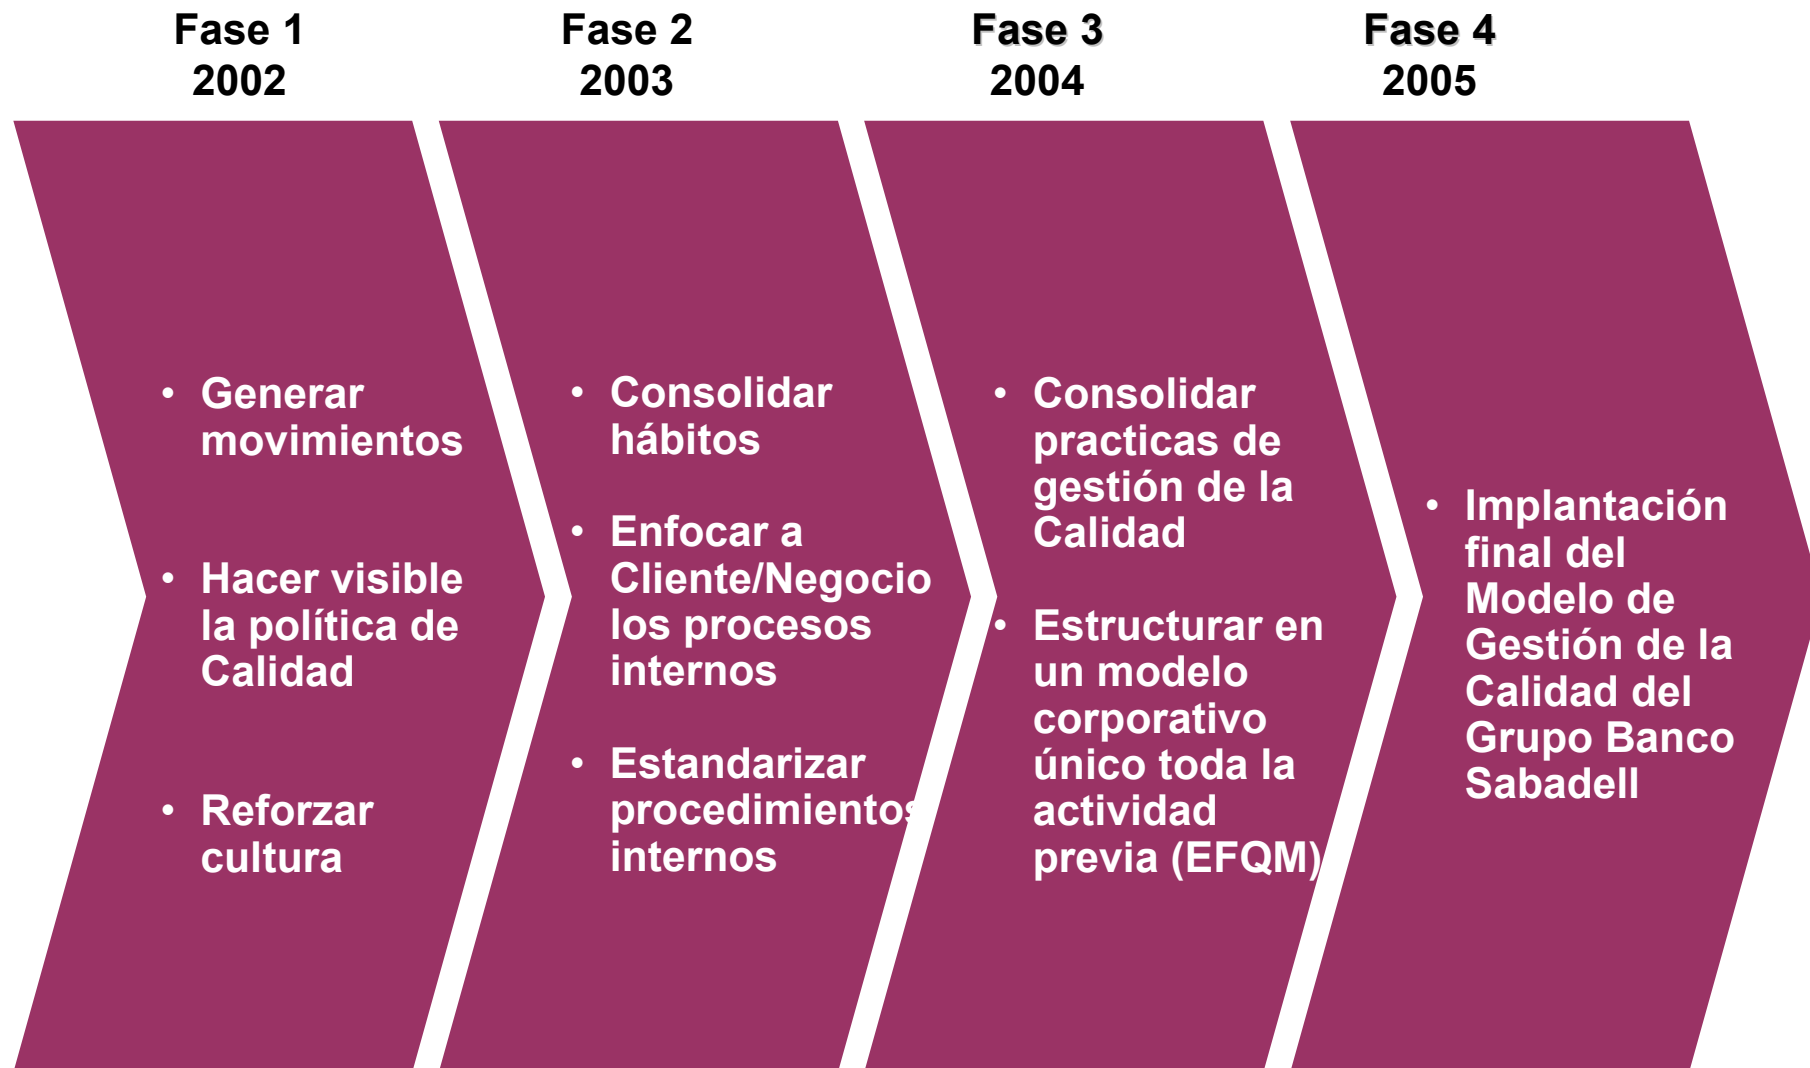 Fase 1
2002
Fase 2
2003
Fase 3
2004
Fase 4
2005
• Generar
movimientos
• Hacer visible
la política de
Calidad
• Reforzar
cultura
• Consolidar
hábitos
• Enfocar a
Cliente/Negocio
los procesos
internos
• Estandarizar
procedimientos
internos
• Consolidar
practicas de
gestión de la
Calidad
• Estructurar en
un modelo
corporativo
único toda la
actividad
previa (EFQM)
• Implantación
final del
Modelo de
Gestión de la
Calidad del
Grupo Banco
Sabadell